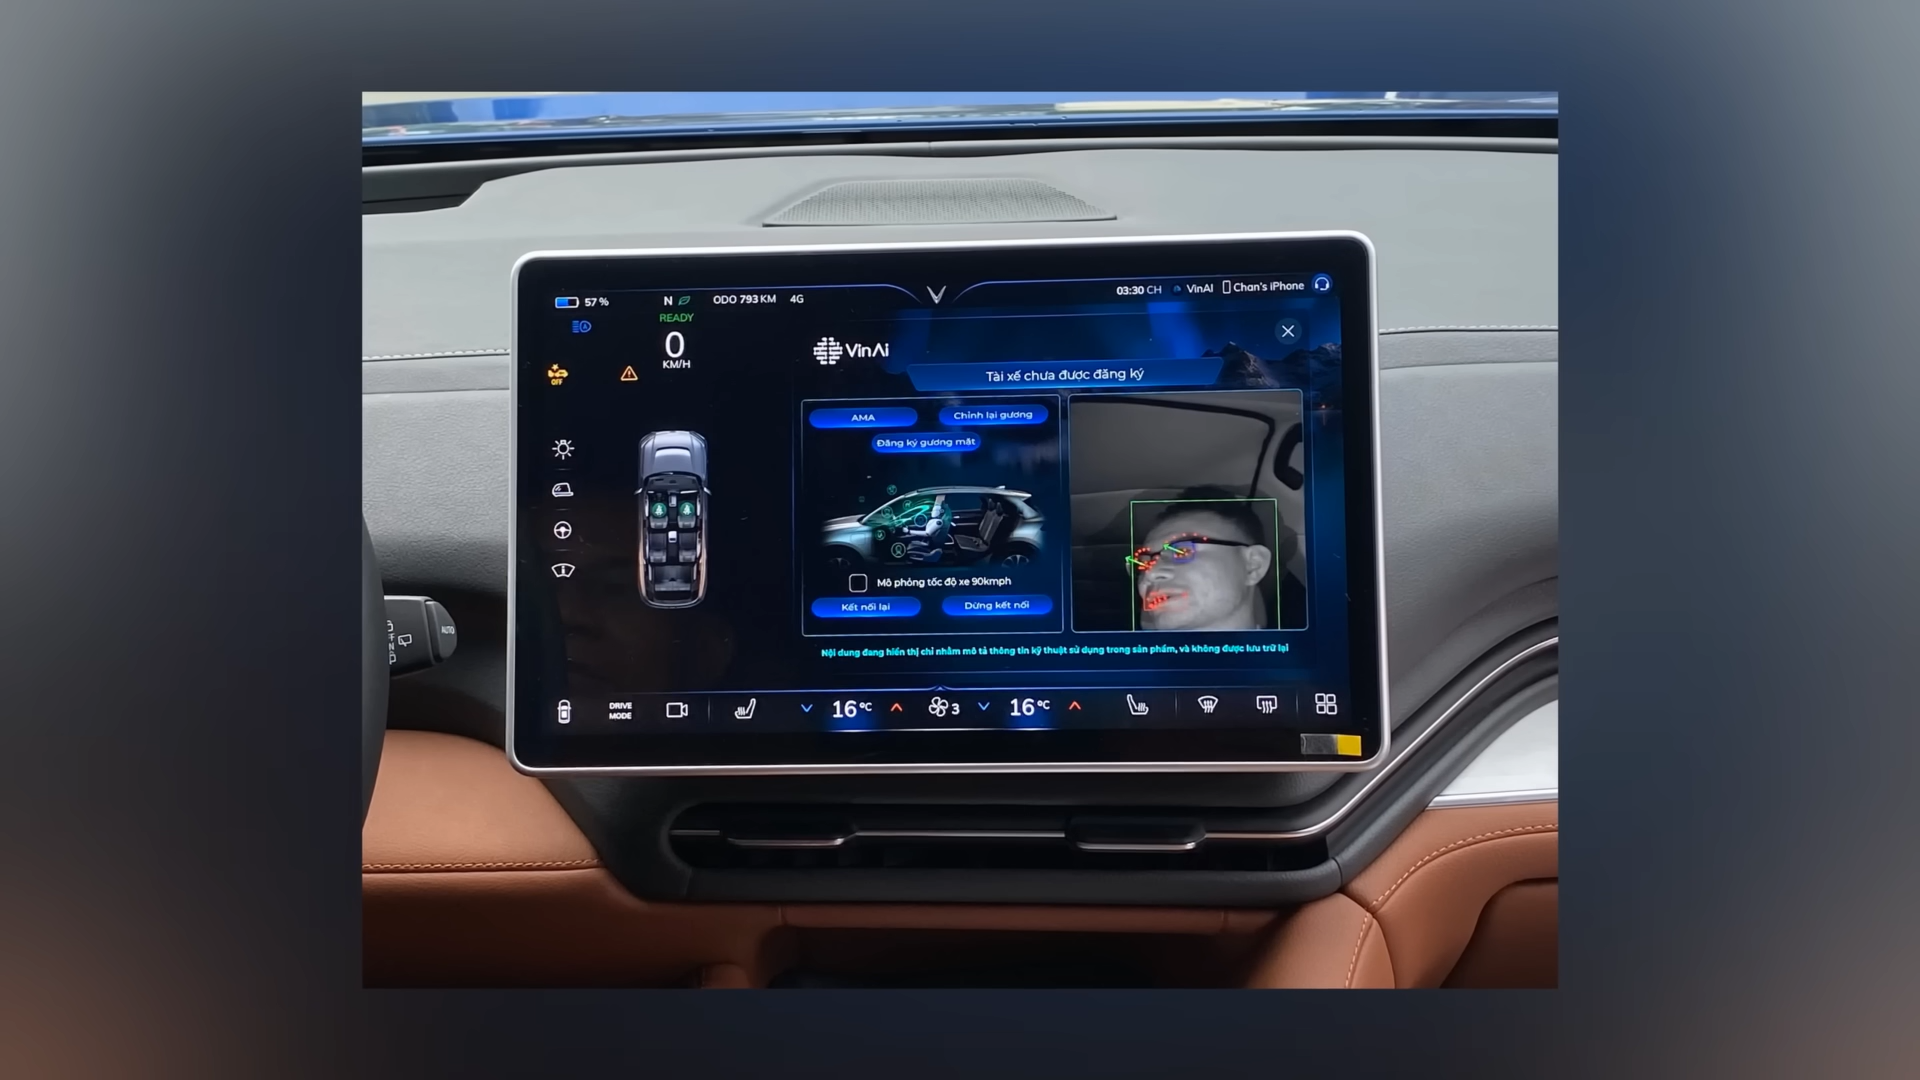 57 %
N
ODO 793 KM
4G
03:30 CH
VinAI
Chan's iPhone
READY
0
KM/H
OFF
VinAi
Tài xế chưa được đăng ký
AMA
Chỉnh lại gương
Đăng ký gương mặt
Mô phỏng tốc độ xe 90kmph
Kết nối lại
Dừng kết nối
Nội dung đang hiển thị chỉ nhằm mô tả thông tin kỹ thuật sử dụng trong sản phẩm, và không được lưu trữ lại
AUTO
DRIVE
MODE
16°C
3
16°C